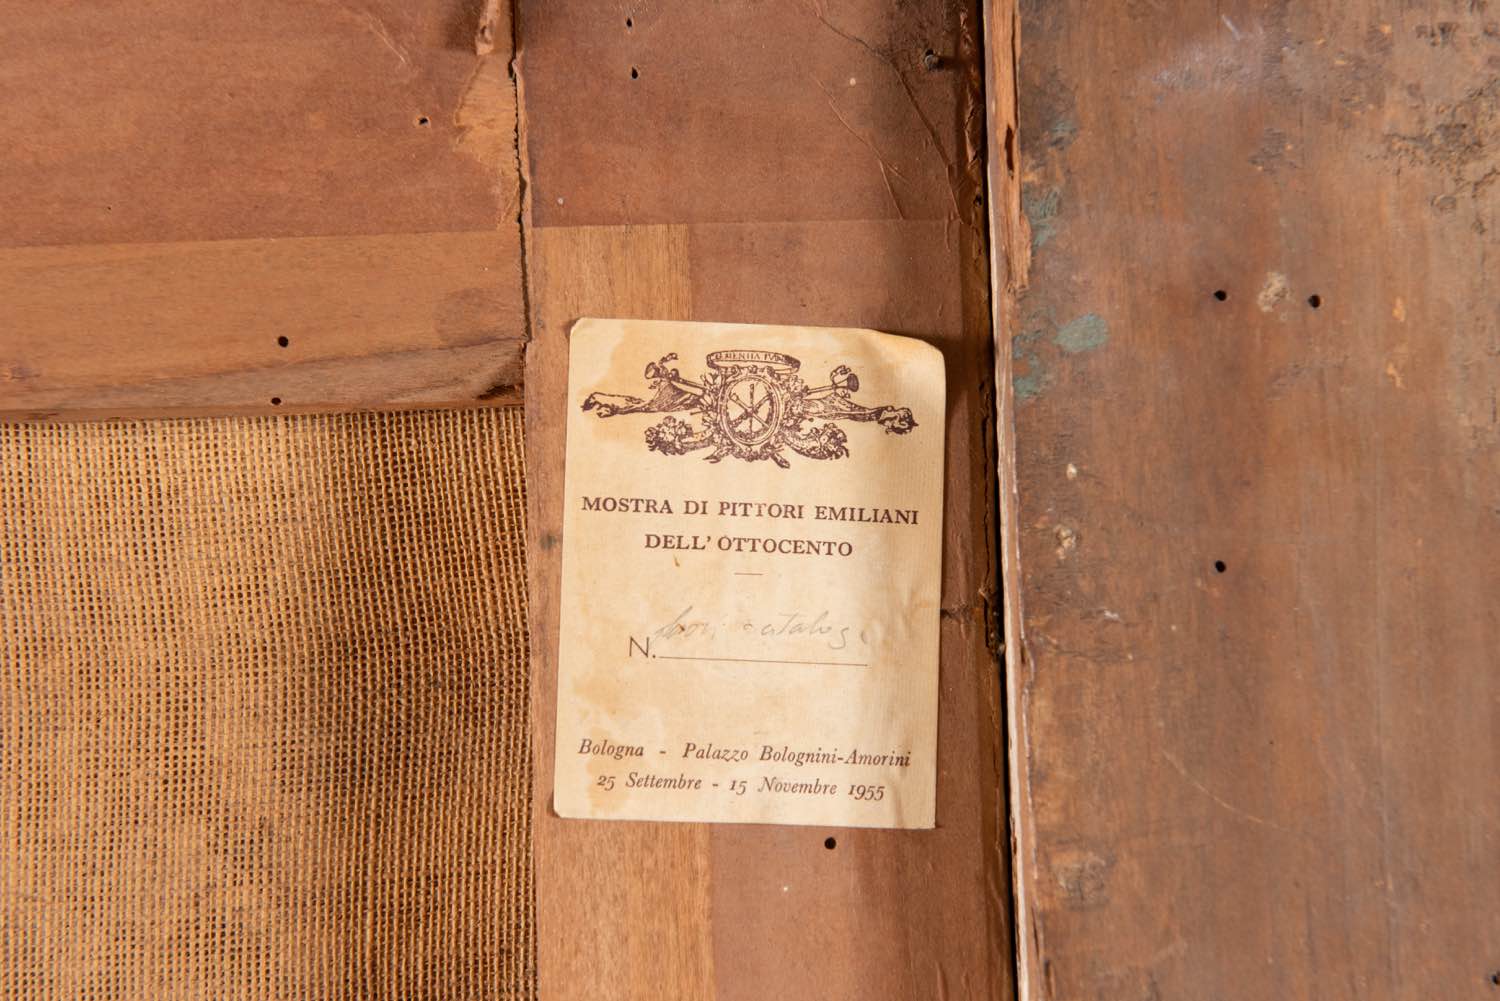 MOSTRA DI PITTORI EMILIANI
DELL' OTTOCENTO
N. fuori catalogo
Bologna - Palazzo Bolognini-Amorini
25 Settembre - 15 Novembre 1955